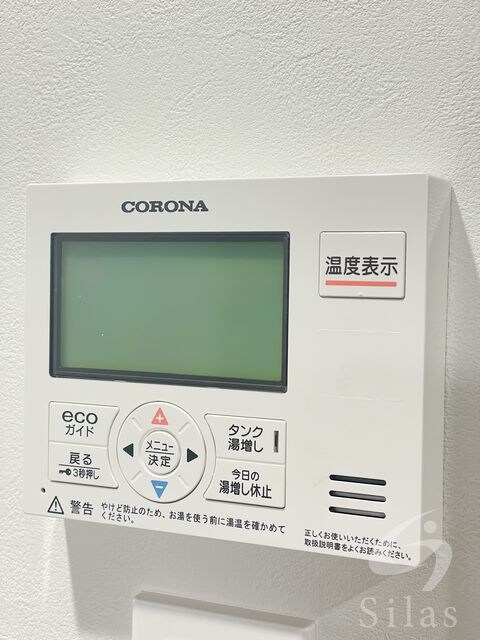 CORONA
温度表示
eco
ガイド
戻る
3秒押し
+
メニュー
決定
−
タンク
湯増し
今日の
湯増し休止
警告
やけど防止のため、お湯を使う前に湯温を確かめて
ください。
正しくお使いいただくために、
取扱説明書をよくお読みください。
Silas